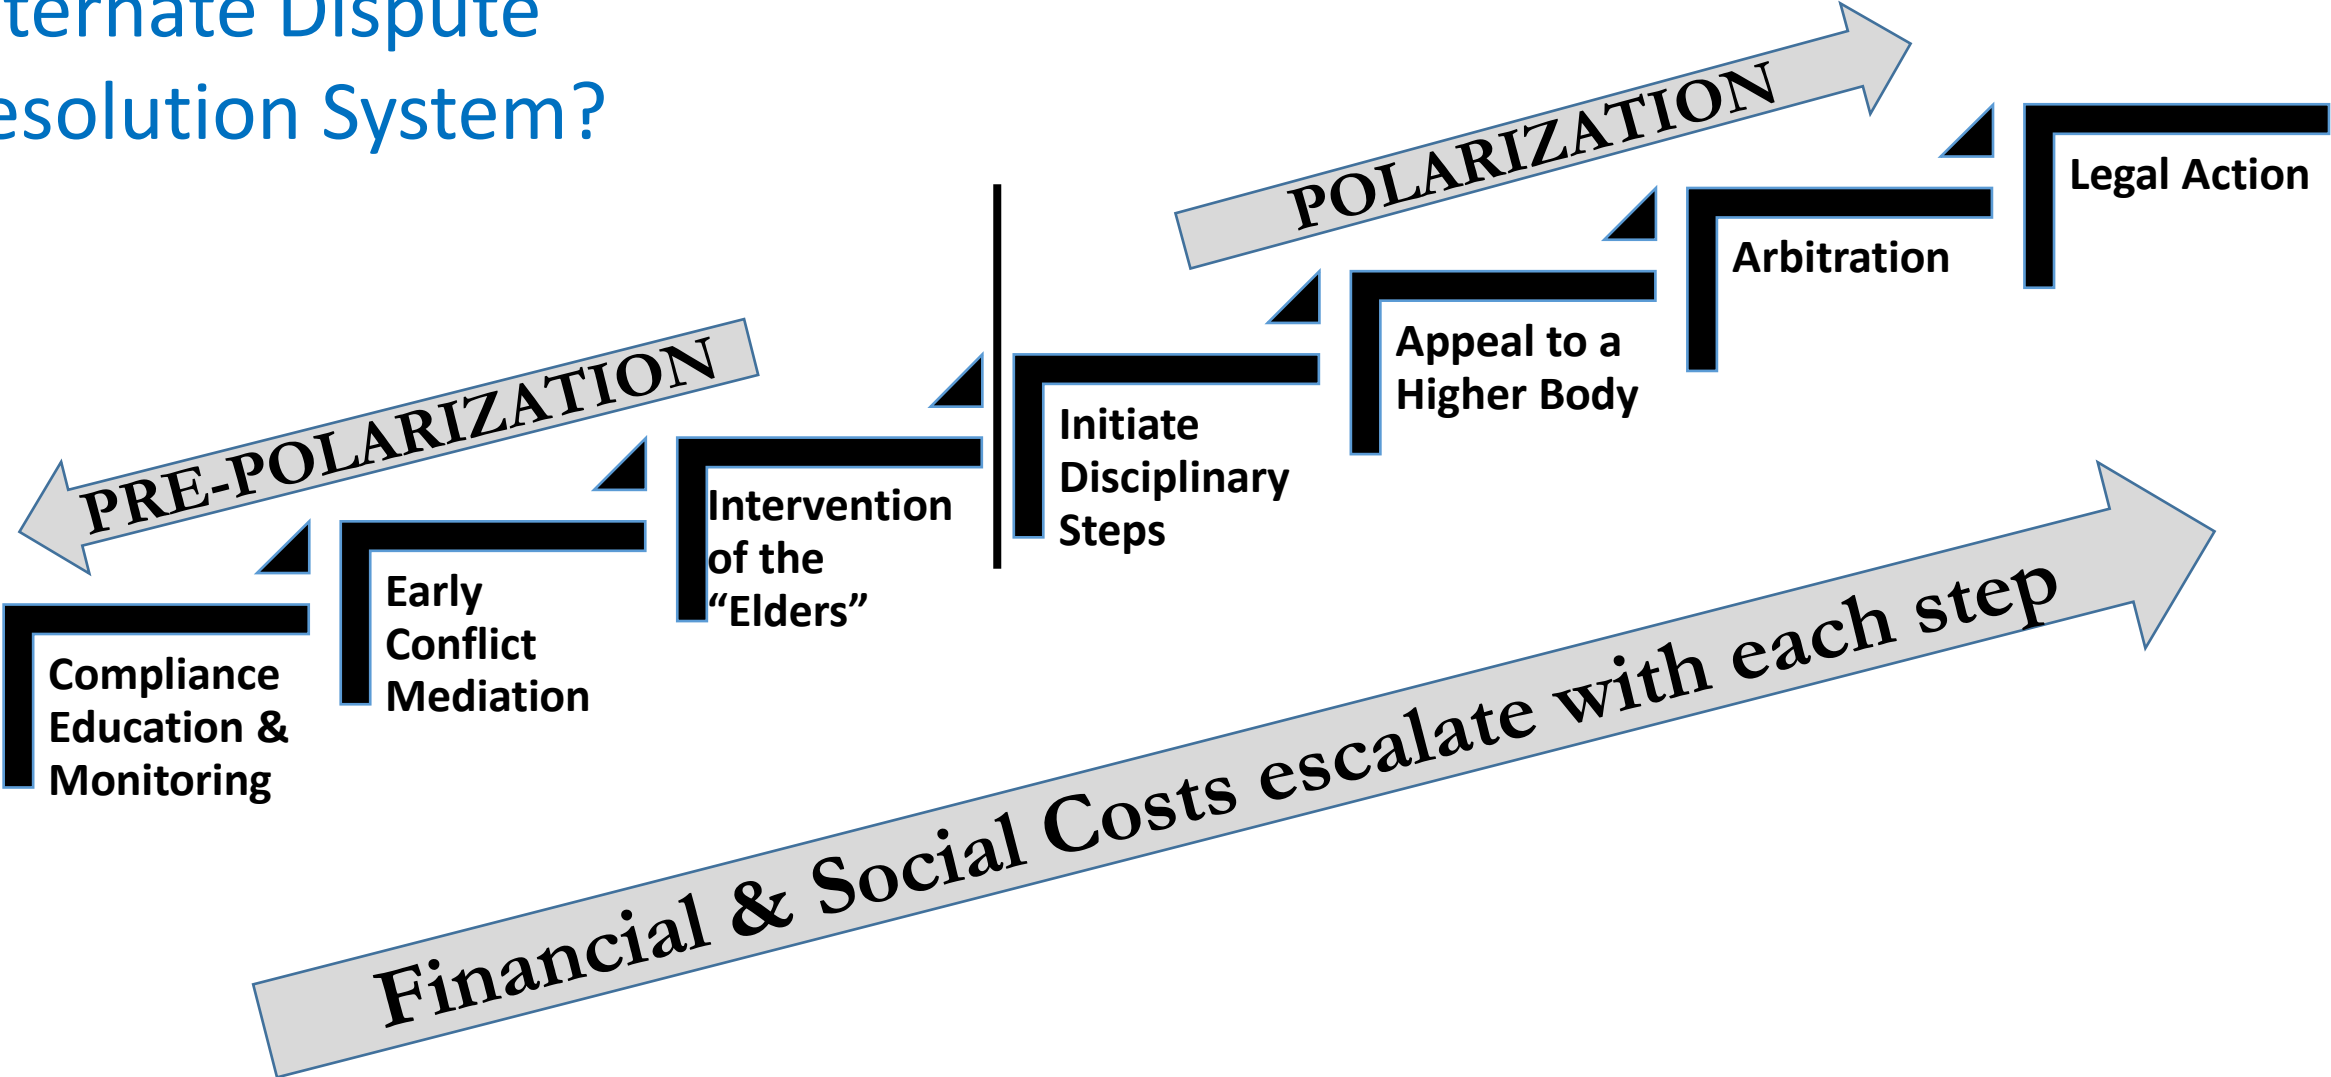 ternate Dispute
esolution System?
POLARIZATION
PRE-POLARIZATION
Compliance
Education &
Monitoring
Early
Conflict
Mediation
Intervention
of the
“Elders”
Initiate
Disciplinary
Steps
Appeal to a
Higher Body
Arbitration
Legal Action
Financial & Social Costs escalate with each step